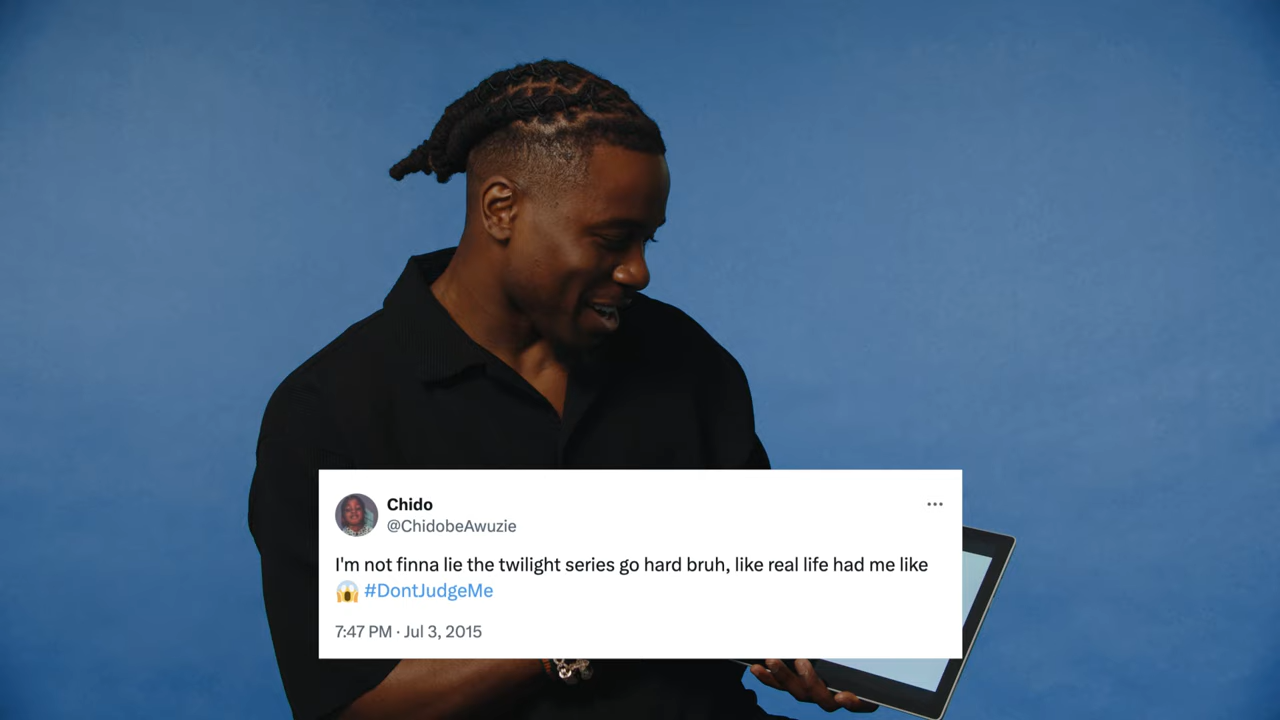 Chido
@ChidobeAwuzie
I'm not finna lie the twilight series go hard bruh, like real life had me like
😱 #DontJudgeMe
7:47 PM · Jul 3, 2015